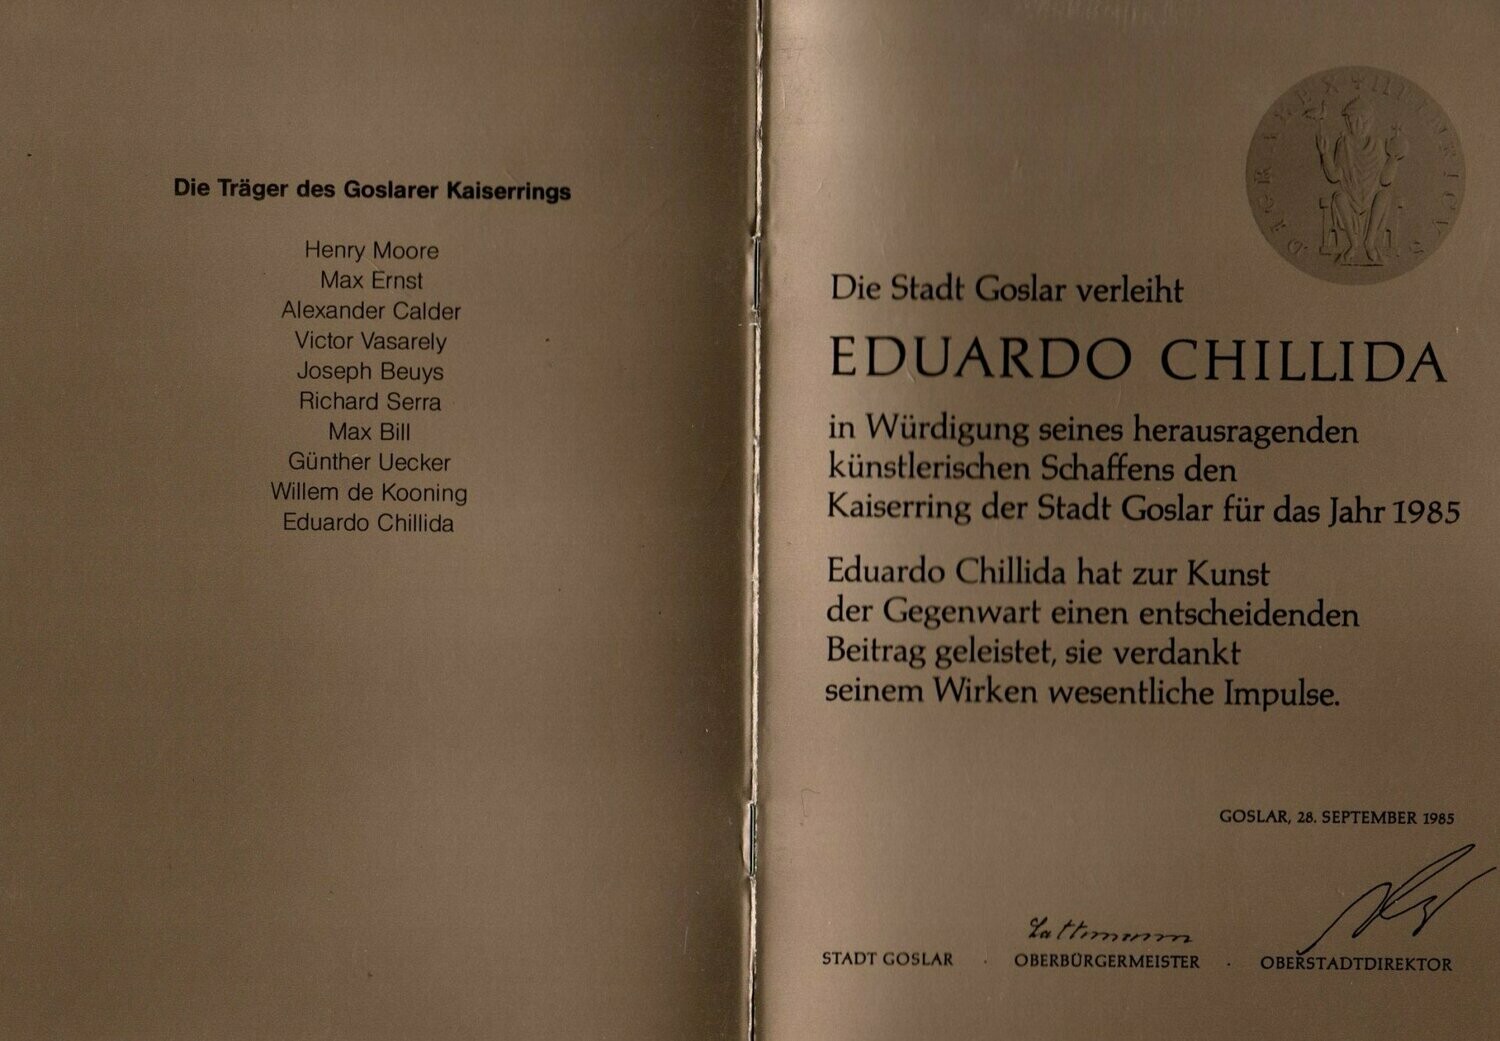 Die Träger des Goslarer Kaiserrings
Henry Moore
Max Ernst
Alexander Calder
Victor Vasarely
Joseph Beuys
Richard Serra
Max Bill
Günther Uecker
Willem de Kooning
Eduardo Chillida
Die Stadt Goslar verleiht
EDUARDO CHILLIDA
in Würdigung seines herausragenden
künstlerischen Schaffens den
Kaiserring der Stadt Goslar für das Jahr 1985
Eduardo Chillida hat zur Kunst
der Gegenwart einen entscheidenden
Beitrag geleistet, sie verdankt
seinem Wirken wesentliche Impulse.
GOSLAR, 28. SEPTEMBER 1985
STADT GOSLAR · OBERBÜRGERMEISTER · OBERSTADTDIREKTOR